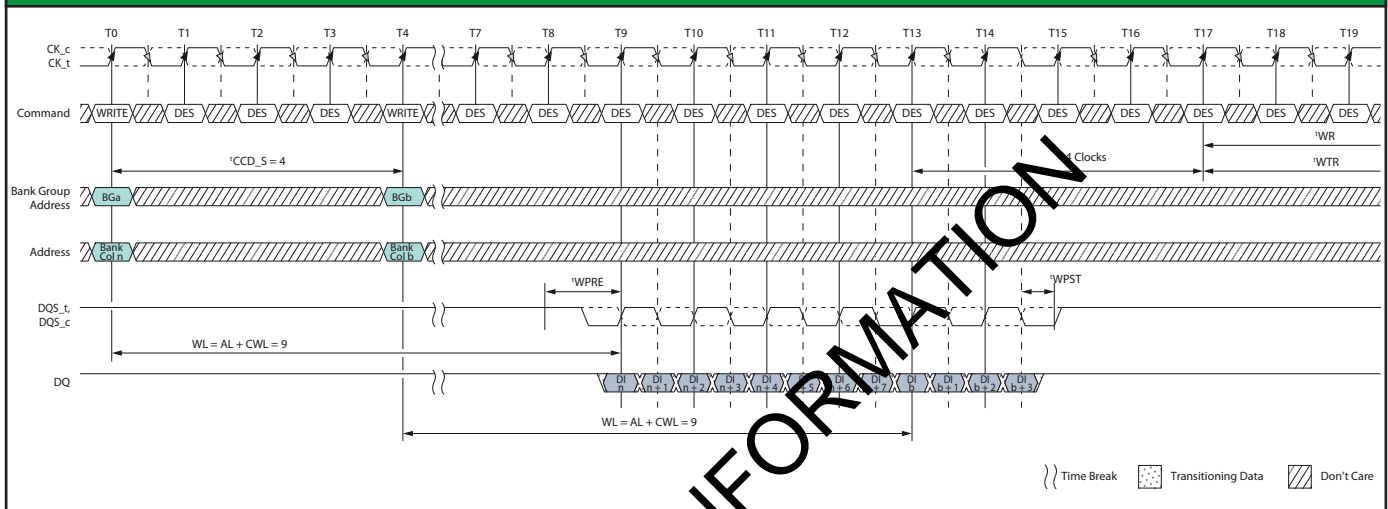 T0 T1 T2 T3 T4 T7 T8 T9 T10 T11 T12 T13 T14 T15 T16 T17 T18 T19
CK_c
CK_t
Command WRITE DES DES DES WRITE DES DES DES DES DES DES DES DES DES DES DES DES DES
tWR
tCCD_S = 4 4 Clocks tWTR
Bank Group
Address BGa BGb
Address Bank Col n Bank Col b
tWPRE tWPST
DQS_t,
DQS_c
WL = AL + CWL = 9
DQ DI n DI n + 1 DI n + 2 DI n + 3 DI n + 4 DI n + 5 DI n + 6 DI n + 7 DI b DI b + 1 DI b + 2 DI b + 3
WL = AL + CWL = 9
Time Break Transitioning Data Don't Care
INFORMATION